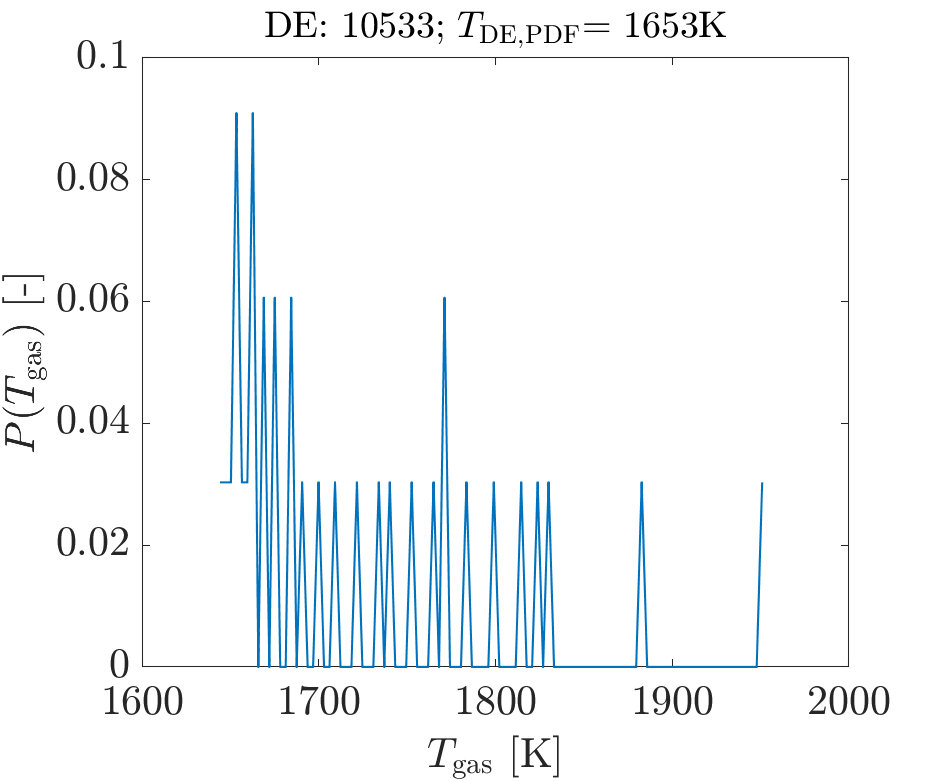 DE: 10533; T_DE,PDF= 1653K
0.1
0.08
0.06
0.04
0.02
0
P(T_gas) [-]
1600 1700 1800 1900 2000
T_gas [K]